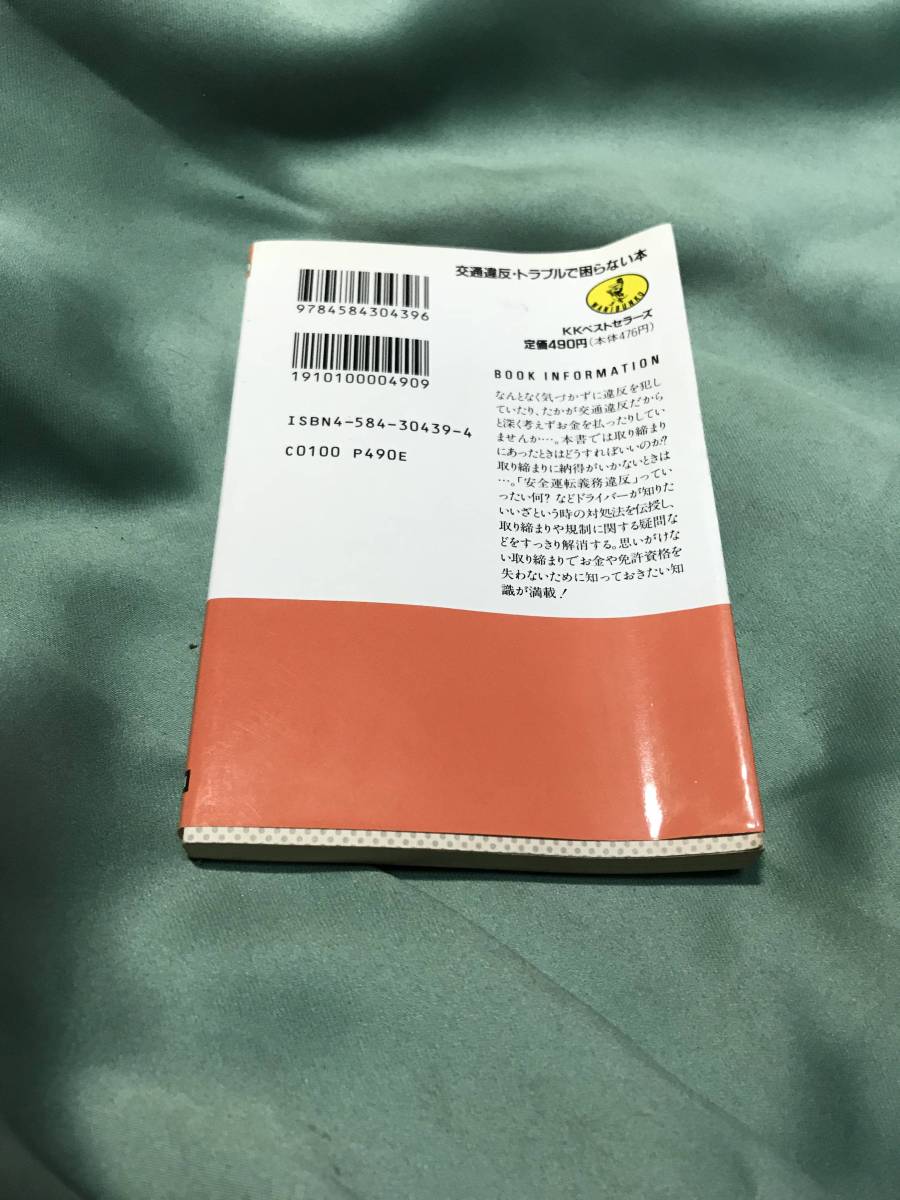 交通違反・トラブルで困らない本
WANIBUNKO
KKベストセラーズ
定価490円(本体476円)
9784584304396
1910100004909
ISBN4-584-30439-4
C0100 P490E
BOOK INFORMATION
なんとなく気づかずに違反を犯し
ていたり、たかが交通違反だから
と深く考えずお金を払ったりしてい
ませんか…。本書では取り締まり
にあったときはどうすればいいのか?
取り締まりに納得がいかないときは
…。「安全運転義務違反」ってい
ったい何? などドライバーが知りた
いいざという時の対処法を伝授し、
取り締まりや規制に関する疑問な
どをすっきり解消する。思いがけな
い取り締まりでお金や免許資格を
失わないために知っておきたい知
識が満載!